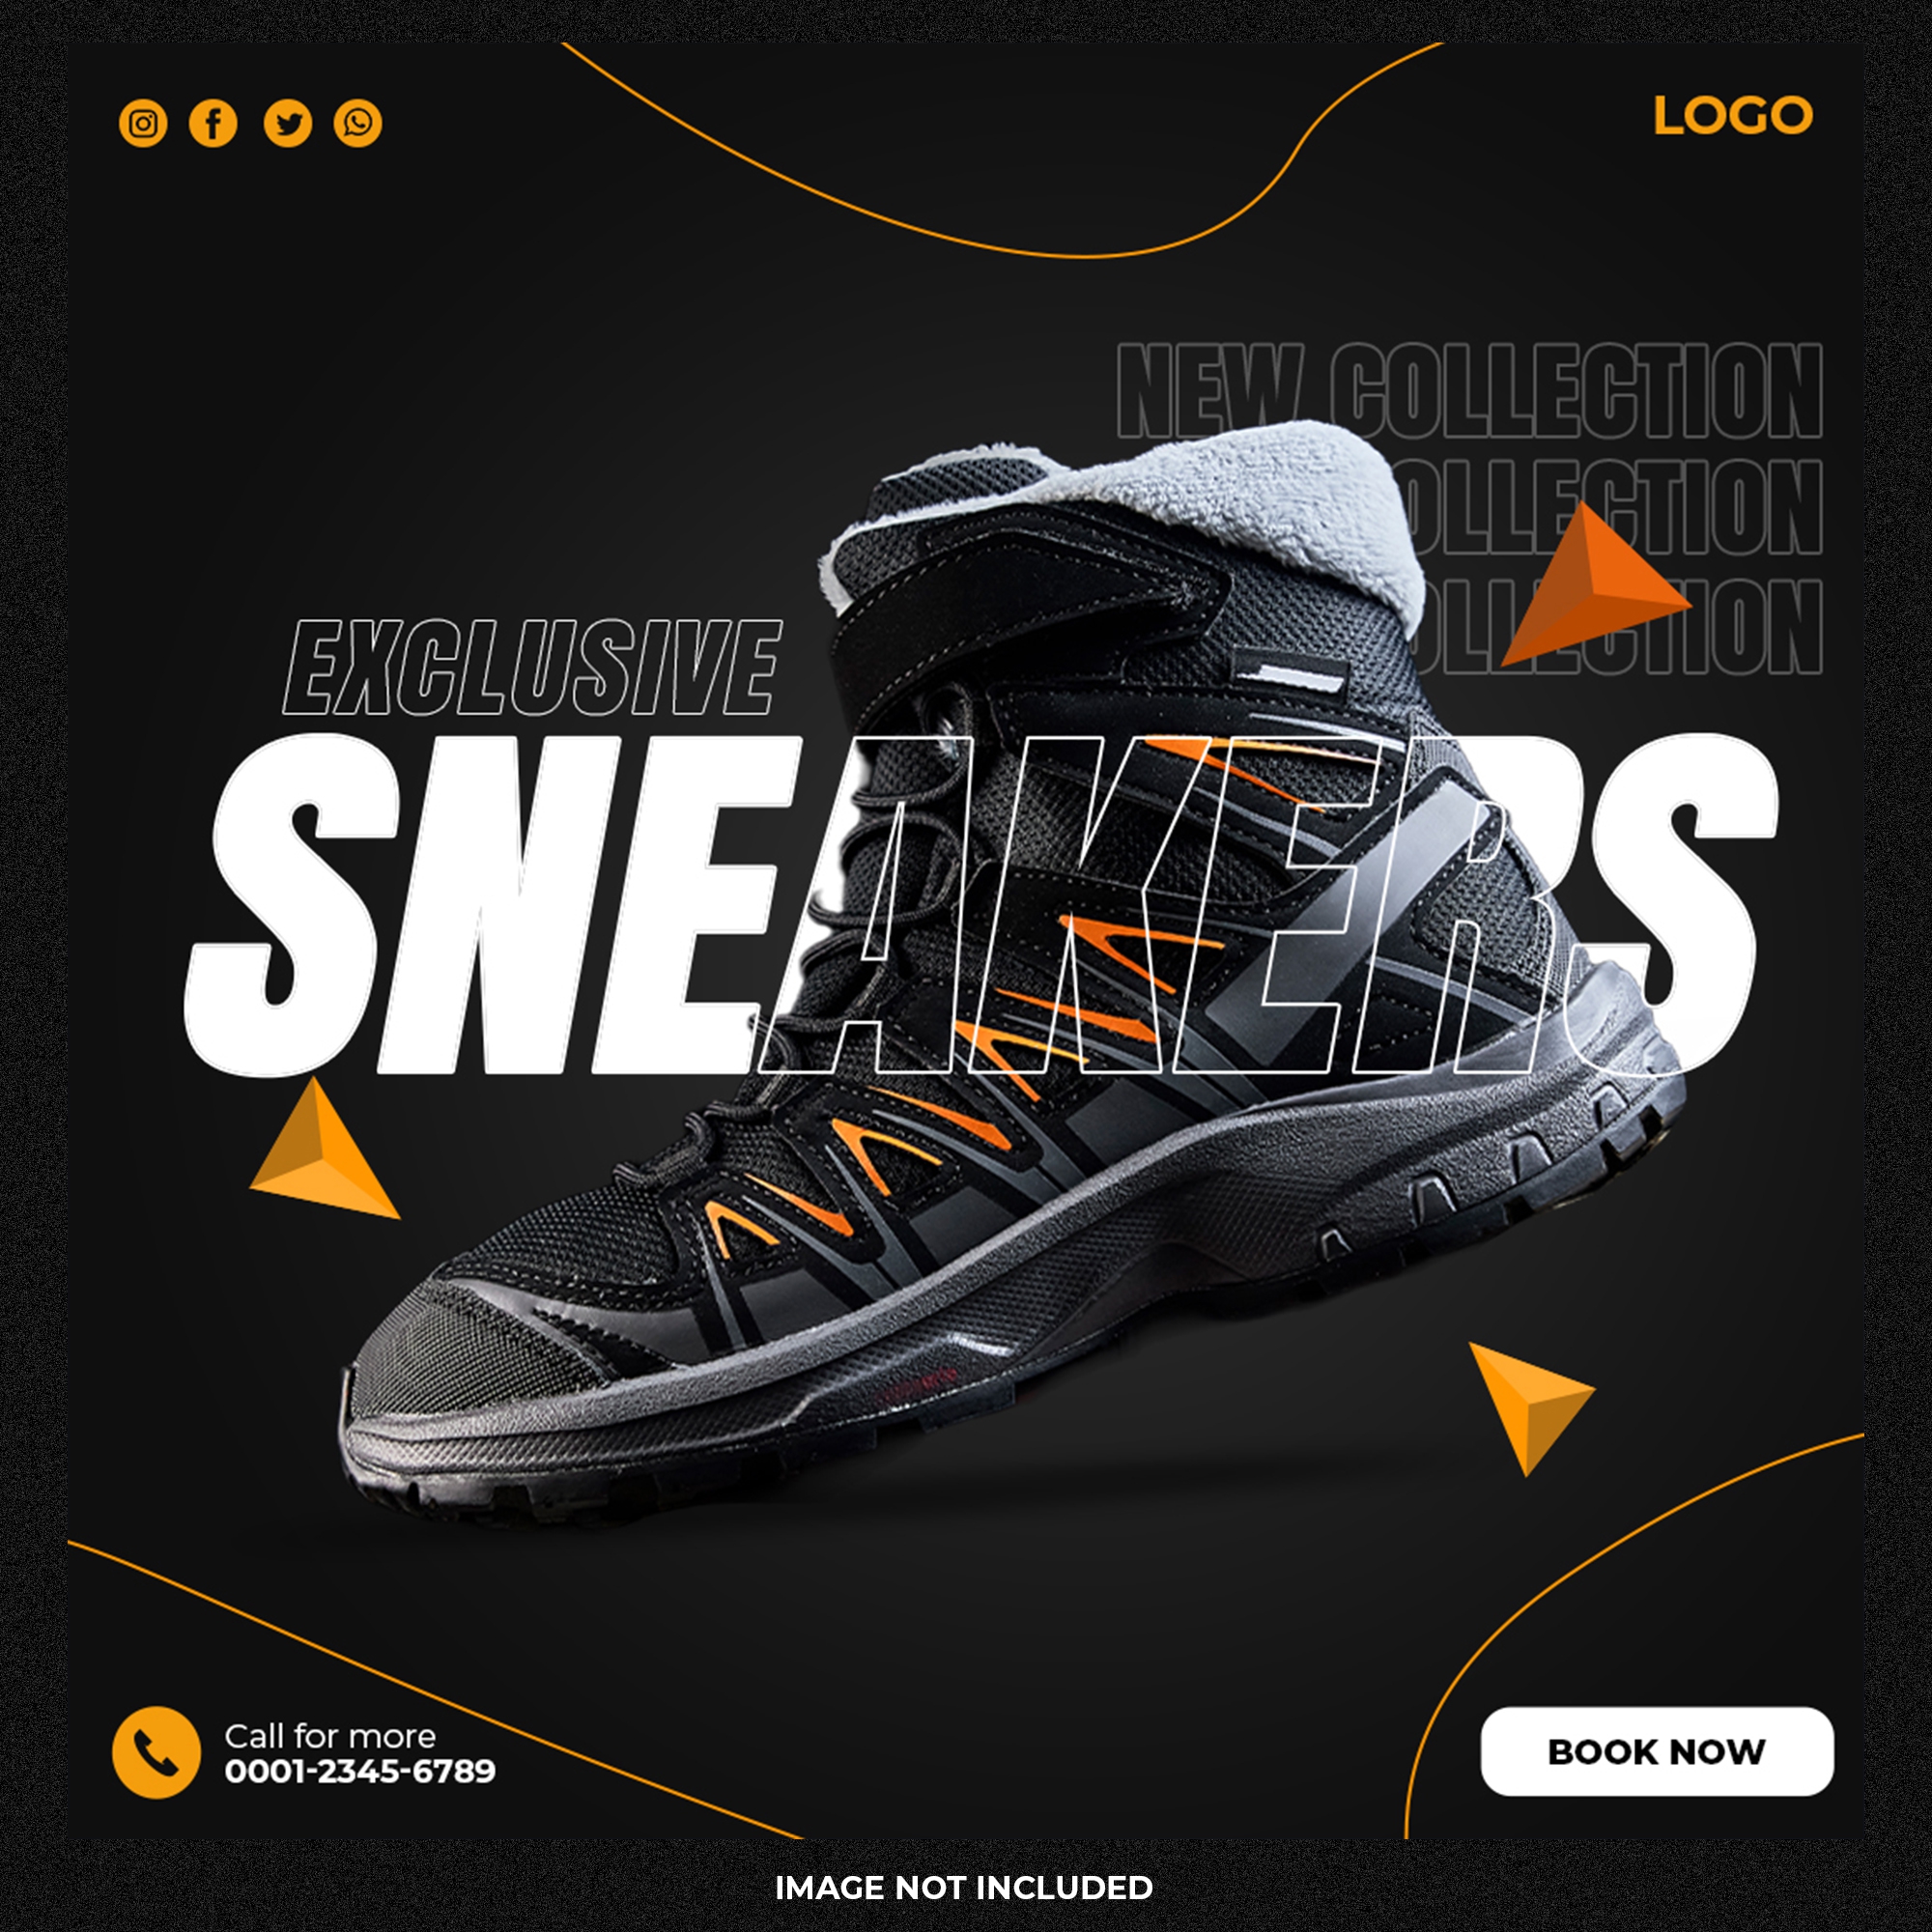 LOGO
NEW COLLECTION
COLLECTION
COLLECTION
EXCLUSIVE
SNEAKERS
Call for more
0001-2345-6789
BOOK NOW
IMAGE NOT INCLUDED